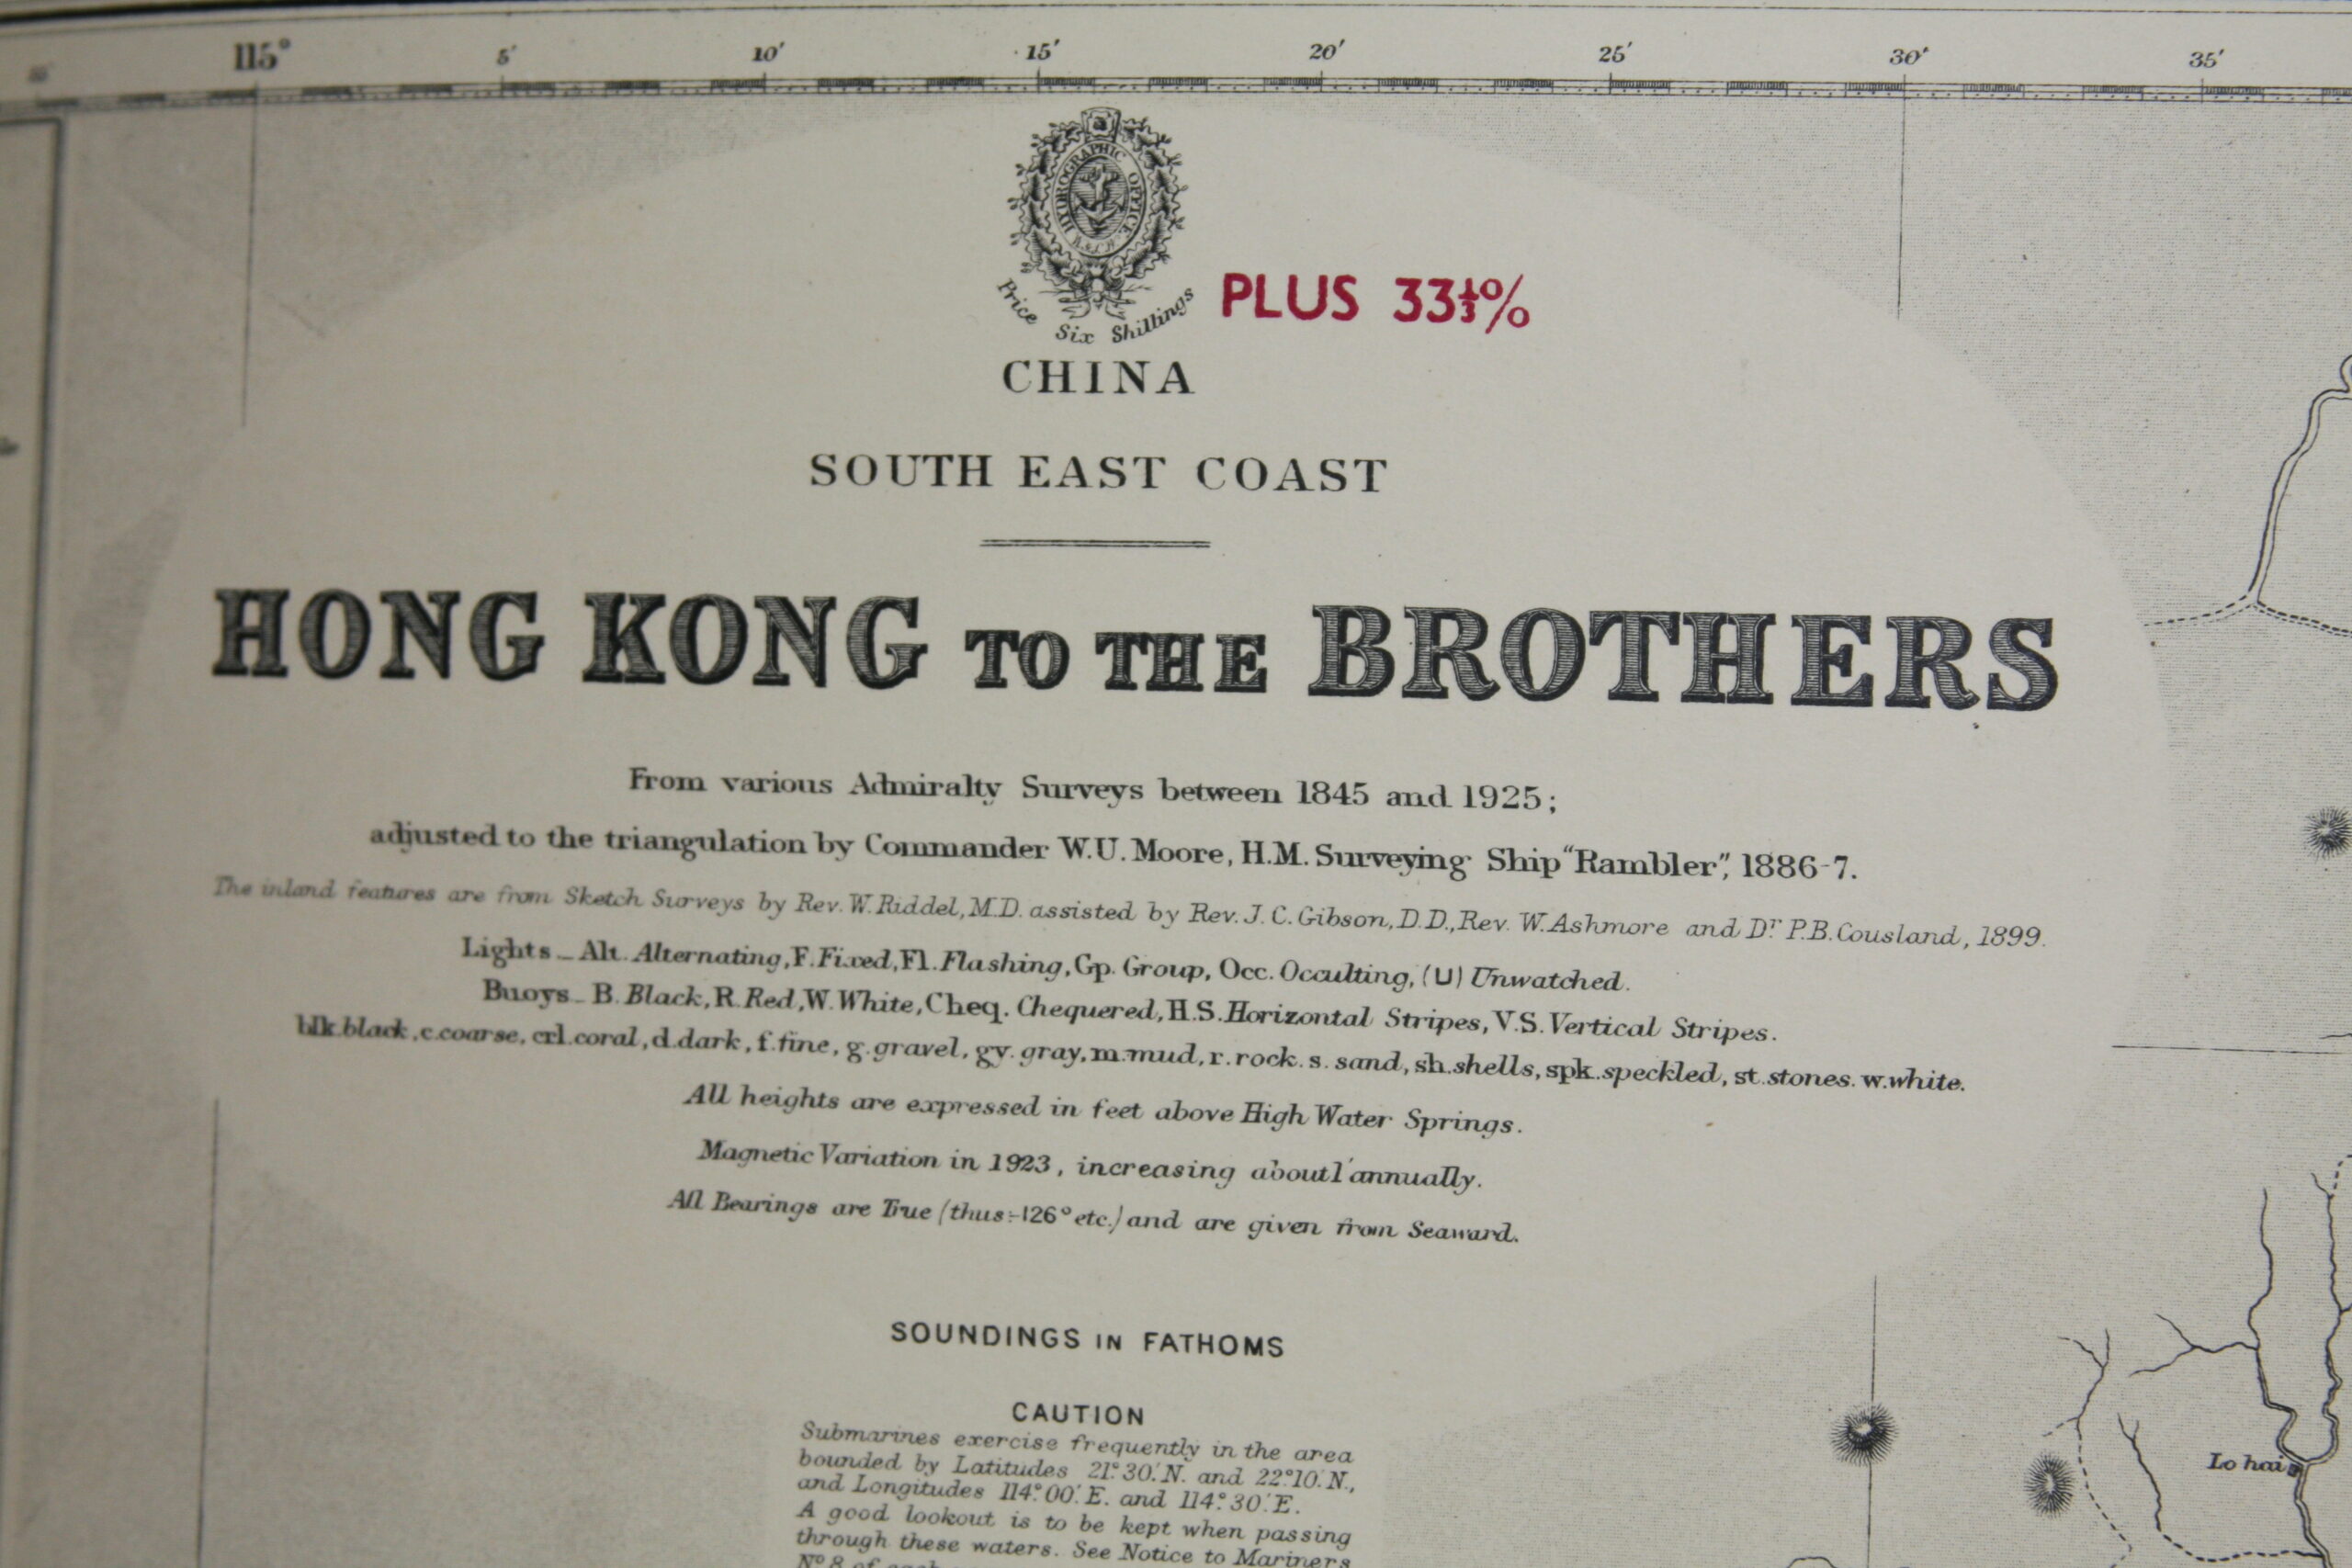 115° 5' 10' 15' 20' 25' 30' 35'
HYDROGRAPHIC OFFICE
Price Six Shillings
PLUS 33⅓%
CHINA
SOUTH EAST COAST
HONG KONG TO THE BROTHERS
From various Admiralty Surveys between 1845 and 1925;
adjusted to the triangulation by Commander W.U. Moore, H.M. Surveying Ship "Rambler", 1886-7.
The inland features are from Sketch Surveys by Rev. W. Riddel, M.D. assisted by Rev. J. C. Gibson, D.D., Rev. W. Ashmore and Dr. P.B. Cousland, 1899.
Lights_ Alt. Alternating, F. Fixed, Fl. Flashing, Gp. Group, Occ. Occulting, (U) Unwatched.
Buoys_ B. Black, R. Red, W. White, Cheq. Chequered, H.S. Horizontal Stripes, V.S. Vertical Stripes.
blk. black, c. coarse, crl. coral, d. dark, f. fine, g. gravel, gy. gray, m. mud, r. rock. s. sand, sh. shells, spk. speckled, st. stones. w. white.
All heights are expressed in feet above High Water Springs.
Magnetic Variation in 1923, increasing about 1' annually.
All Bearings are True (thus:-126° etc.) and are given from Seaward.
SOUNDINGS IN FATHOMS
CAUTION
Submarines exercise frequently in the area
bounded by Latitudes 21°30'.N. and 22°10'.N.,
and Longitudes 114°00'.E. and 114°30'.E.
Lo hai
A good lookout is to be kept when passing
through these waters. See Notice to Mariners
No 8 of each